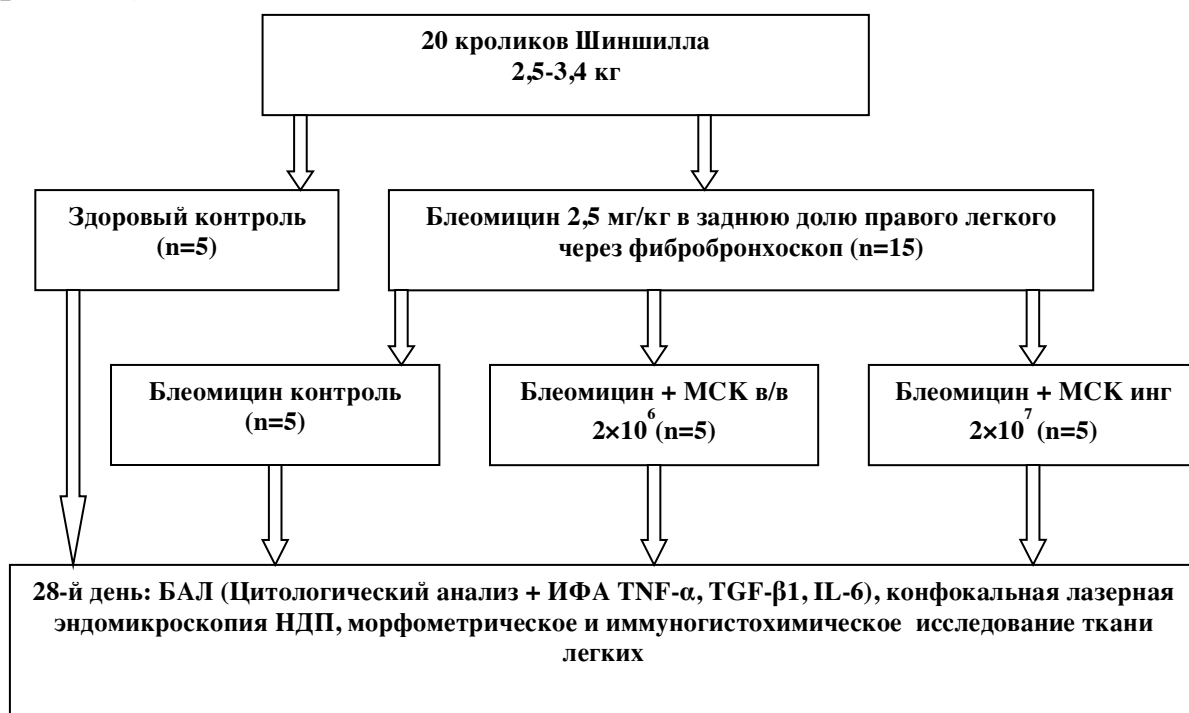 20 кроликов Шиншилла
2,5-3,4 кг
Здоровый контроль
(n=5)
Блеомицин 2,5 мг/кг в заднюю долю правого легкого
через фибробронхоскоп (n=15)
Блеомицин контроль
(n=5)
Блеомицин + МСК в/в
2×10⁶(n=5)
Блеомицин + МСК инг
2×10⁷ (n=5)
28-й день: БАЛ (Цитологический анализ + ИФА TNF-α, TGF-β1, IL-6), конфокальная лазерная
эндомикроскопия НДП, морфометрическое и иммуногистохимическое исследование ткани
легких